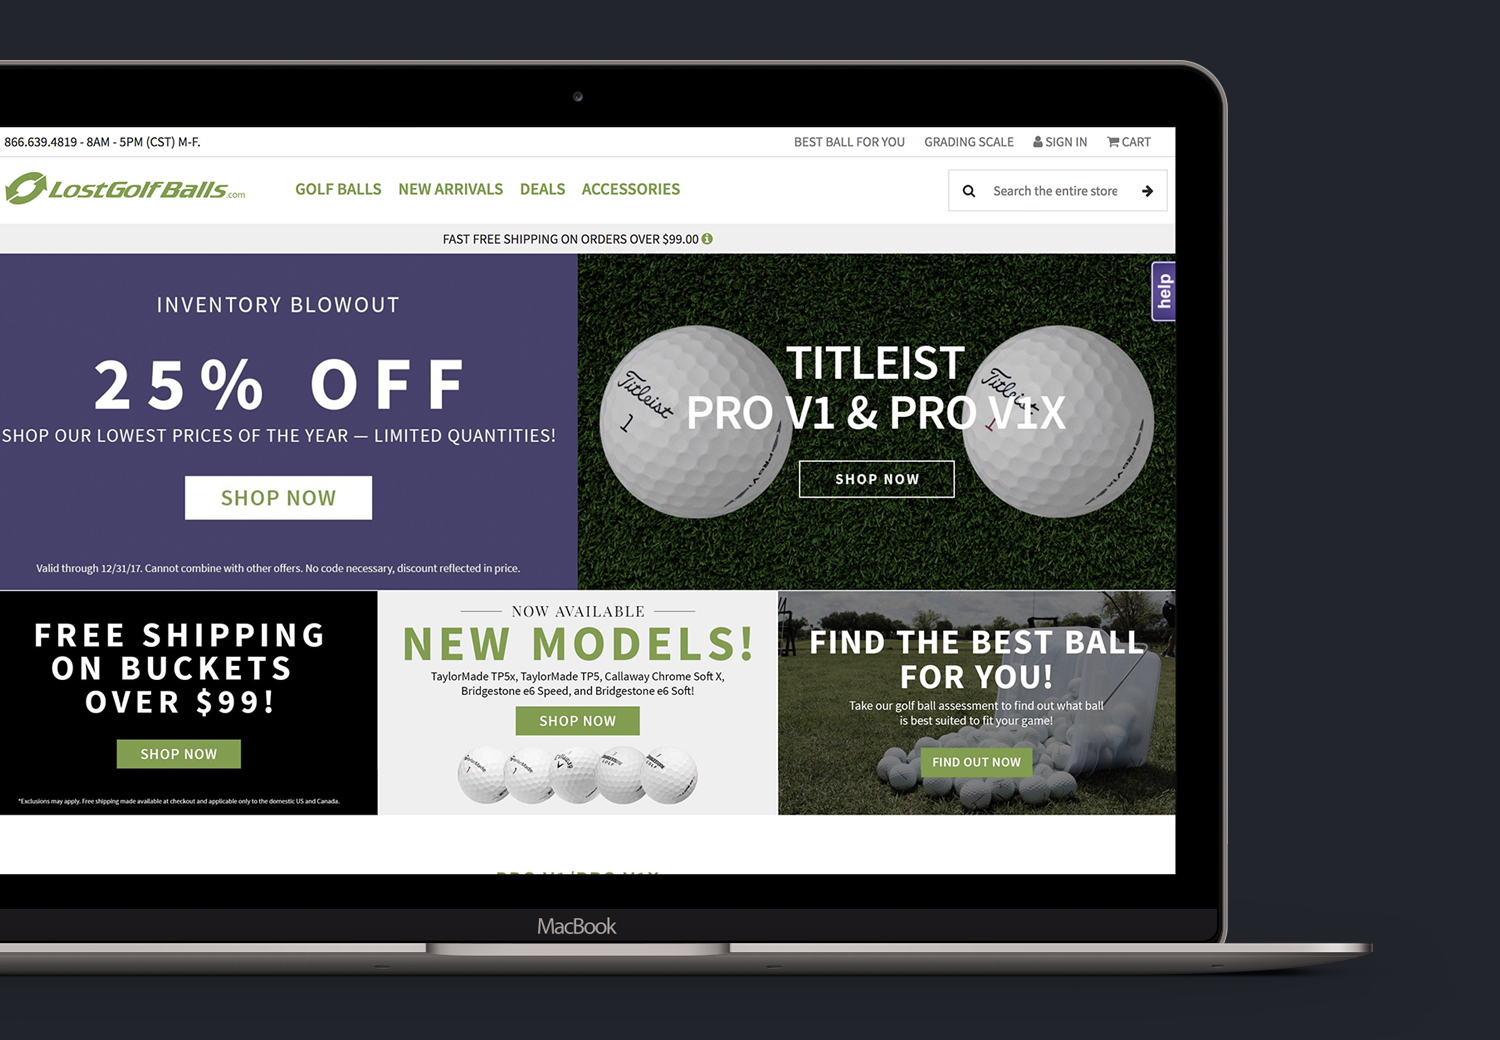 866.639.4819 - 8AM - 5PM (CST) M-F.
BEST BALL FOR YOU
GRADING SCALE
SIGN IN
CART
LostGolfBalls.com
GOLF BALLS
NEW ARRIVALS
DEALS
ACCESSORIES
Search the entire store
FAST FREE SHIPPING ON ORDERS OVER $99.00
help
INVENTORY BLOWOUT
25% OFF
SHOP OUR LOWEST PRICES OF THE YEAR — LIMITED QUANTITIES!
SHOP NOW
Valid through 12/31/17. Cannot combine with other offers. No code necessary, discount reflected in price.
Titleist
1
Titleist
1
TITLEIST
PRO V1 & PRO V1X
SHOP NOW
FREE SHIPPING
ON BUCKETS
OVER $99!
SHOP NOW
*Exclusions may apply. Free shipping made available at checkout and applicable only to the domestic US and Canada.
NOW AVAILABLE
NEW MODELS!
TaylorMade TP5x, TaylorMade TP5, Callaway Chrome Soft X,
Bridgestone e6 Speed, and Bridgestone e6 Soft!
SHOP NOW
FIND THE BEST BALL
FOR YOU!
Take our golf ball assessment to find out what ball
is best suited to fit your game!
FIND OUT NOW
MacBook